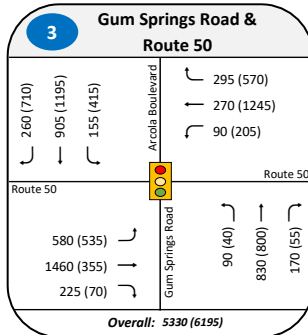 3
Gum Springs Road &
Route 50
260 (710)
905 (1195)
155 (415)
Arcola Boulevard
295 (570)
270 (1245)
90 (205)
Route 50
Route 50
580 (535)
1460 (355)
225 (70)
Gum Springs Road
90 (40)
830 (800)
170 (55)
Overall: 5330 (6195)